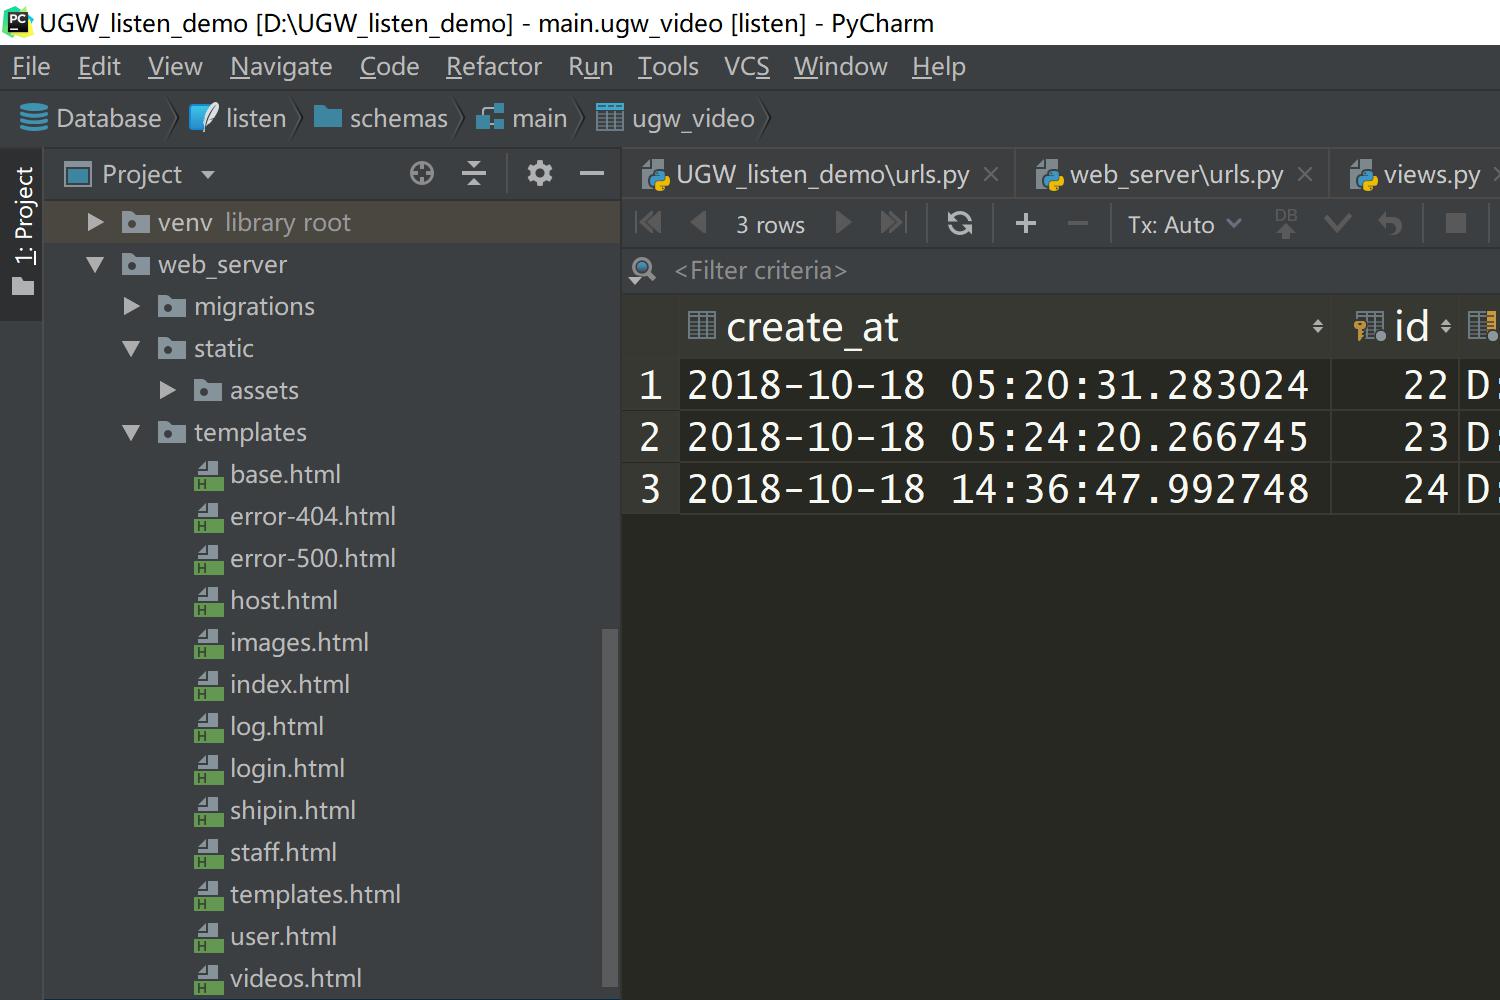 UGW_listen_demo [D:\UGW_listen_demo] - main.ugw_video [listen] - PyCharm
File Edit View Navigate Code Refactor Run Tools VCS Window Help
Database listen schemas main ugw_video
1: Project
Project
venv library root
web_server
migrations
static
assets
templates
base.html
error-404.html
error-500.html
host.html
images.html
index.html
log.html
login.html
shipin.html
staff.html
templates.html
user.html
videos.html
UGW_listen_demo\urls.py web_server\urls.py views.py
3 rows Tx: Auto DB
<Filter criteria>
create_at id
1 2018-10-18 05:20:31.283024 22 D:
2 2018-10-18 05:24:20.266745 23 D:
3 2018-10-18 14:36:47.992748 24 D: